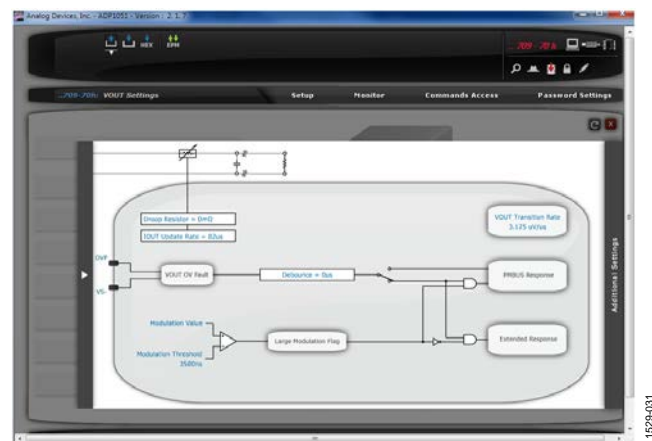 Analog Devices, Inc. - ADP1055 - Version : 2. 1. 7
HEX
EPM
...709 - 70 h
...709-70h: VOUT Settings
Setup
Monitor
Commands Access
Password Settings
Droop Resistor = 0mΩ
IOUT Update Rate = 82us
VOUT Transition Rate
3.125 uV/us
OVP
VS-
VOUT OV Fault
Debounce = 0us
PMBUS Response
Additional Settings
Modulation Value
Modulation Threshold
3500ns
Large Modulation Flag
Extended Response
1529-031